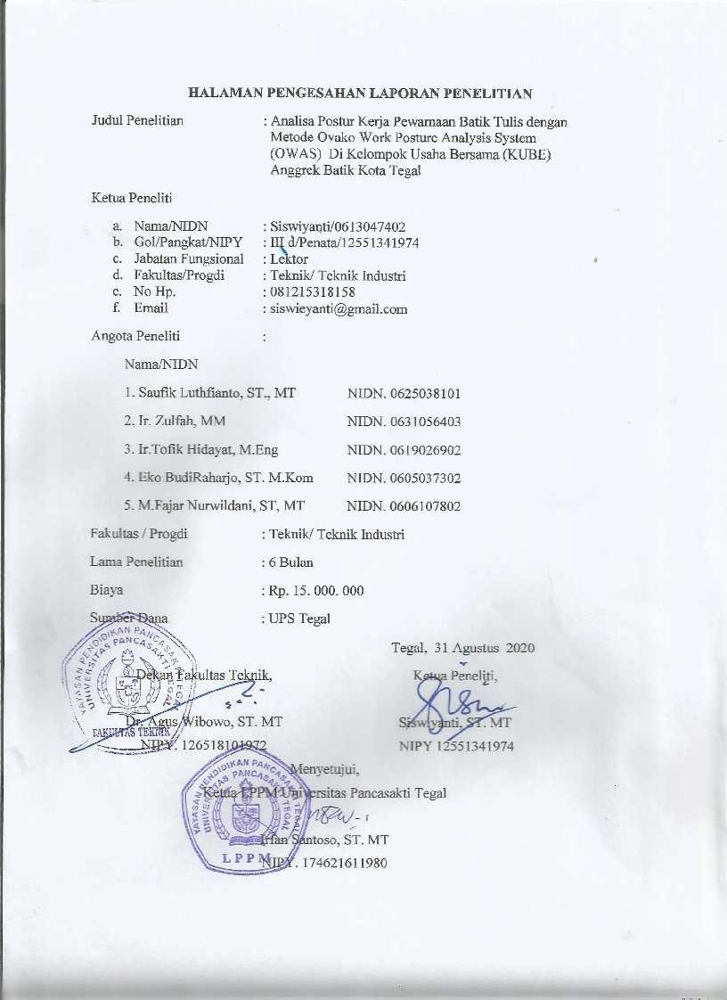 HALAMAN PENGESAHAN LAPORAN PENELITIAN
Judul Penelitian : Analisa Postur Kerja Pewarnaan Batik Tulis dengan
Metode Ovako Work Posture Analysis System
(OWAS) Di Kelompok Usaha Bersama (KUBE)
Anggrek Batik Kota Tegal
Ketua Peneliti
a. Nama/NIDN : Siswiyanti/0613047402
b. Gol/Pangkat/NIPY : III d/Penata/12551341974
c. Jabatan Fungsional : Lektor
d. Fakultas/Progdi : Teknik/ Teknik Industri
e. No Hp. : 081215318158
f. Email : siswieyanti@gmail.com
Angota Peneliti :
Nama/NIDN
1. Saufik Luthfianto, ST., MT NIDN. 0625038101
2. Ir. Zulfah, MM NIDN. 0631056403
3. Ir.Tofik Hidayat, M.Eng NIDN. 0619026902
4. Eko BudiRaharjo, ST. M.Kom NIDN. 0605037302
5. M.Fajar Nurwildani, ST, MT NIDN. 0606107802
Fakultas / Progdi : Teknik/ Teknik Industri
Lama Penelitian : 6 Bulan
Biaya : Rp. 15. 000. 000
Sumber Dana : UPS Tegal
Tegal, 31 Agustus 2020
Dekan Fakultas Teknik, Ketua Peneliti,
YAYASAN PENDIDIKAN PANCASAKTI TEGAL
UNIVERSITAS PANCASAKTI TEGAL
FAKULTAS TEKNIK
Dr. Agus Wibowo, ST. MT Siswiyanti, ST. MT
NIPY. 126518101972 NIPY 12551341974
Menyetujui,
Ketua LPPM Universitas Pancasakti Tegal
YAYASAN PENDIDIKAN PANCASAKTI TEGAL
UNIVERSITAS PANCASAKTI TEGAL
LPPM
Irfan Santoso, ST. MT
NIPY. 174621611980